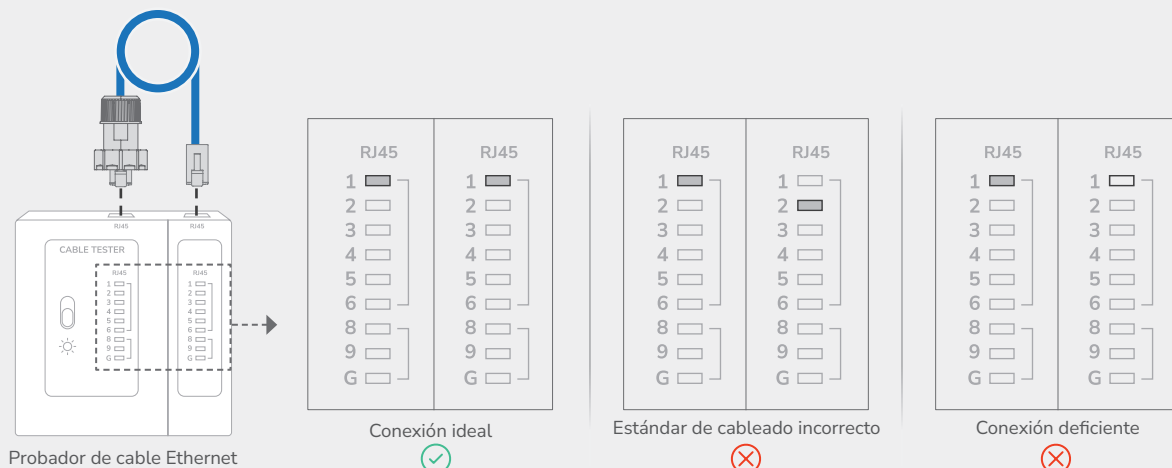 RJ45 RJ45
CABLE TESTER
RJ45 RJ45
1 1
2 2
3 3
4 4
5 5
6 6
8 8
9 9
G G
Probador de cable Ethernet
RJ45 RJ45
1 1
2 2
3 3
4 4
5 5
6 6
8 8
9 9
G G
Conexión ideal
RJ45 RJ45
1 1
2 2
3 3
4 4
5 5
6 6
8 8
9 9
G G
Estándar de cableado incorrecto
RJ45 RJ45
1 1
2 2
3 3
4 4
5 5
6 6
8 8
9 9
G G
Conexión deficiente